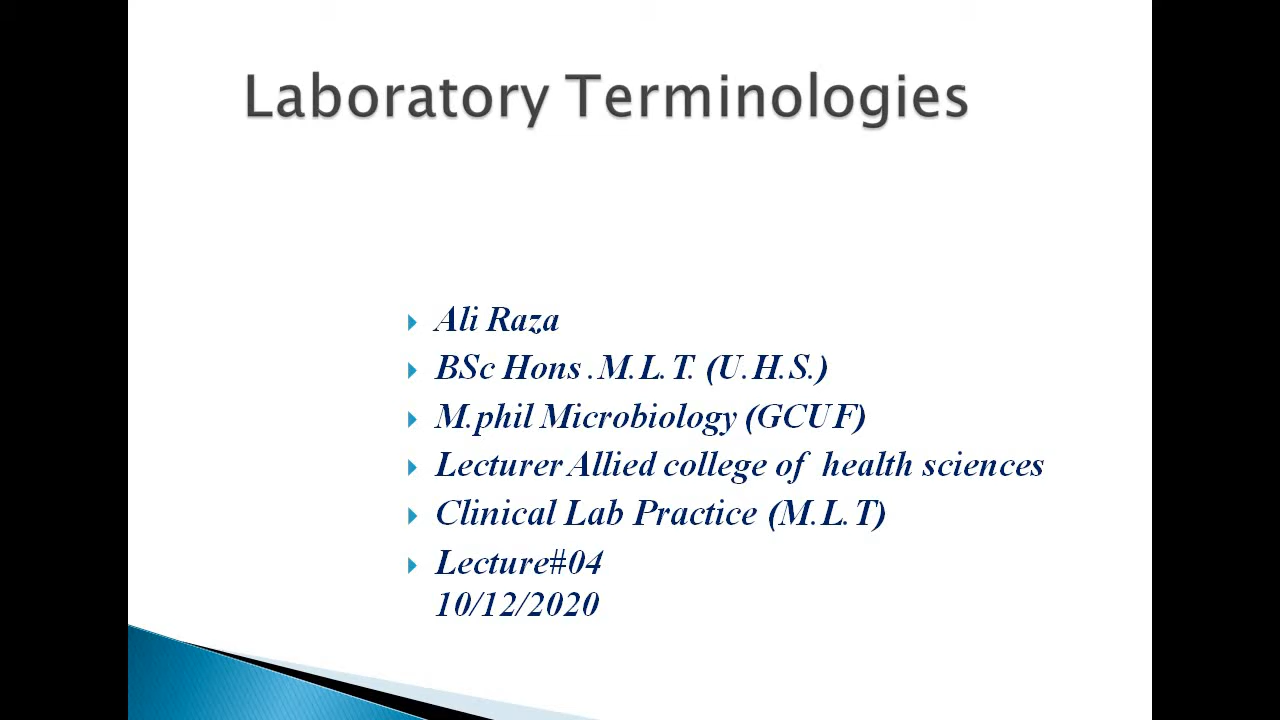 Laboratory Terminologies
Ali Raza
BSc Hons .M.L.T. (U.H.S.)
M.phil Microbiology (GCUF)
Lecturer Allied college of health sciences
Clinical Lab Practice (M.L.T)
Lecture#04
10/12/2020